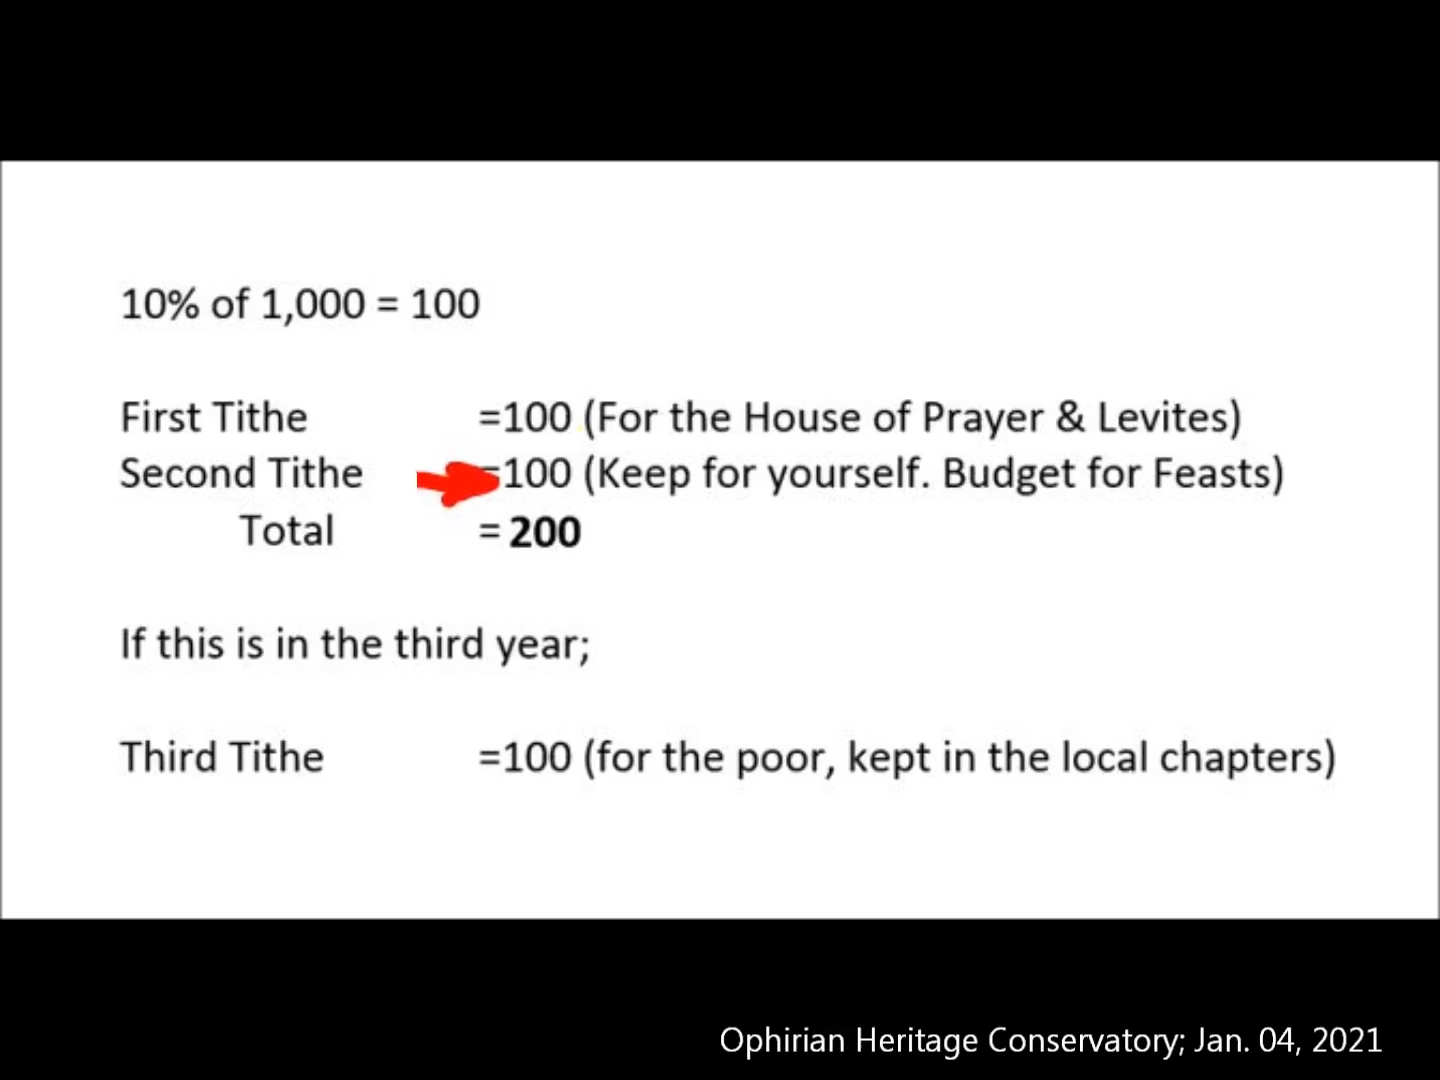 10% of 1,000 = 100
First Tithe =100 (For the House of Prayer & Levites)
Second Tithe =100 (Keep for yourself. Budget for Feasts)
Total = 200
If this is in the third year;
Third Tithe =100 (for the poor, kept in the local chapters)
Ophirian Heritage Conservatory; Jan. 04, 2021